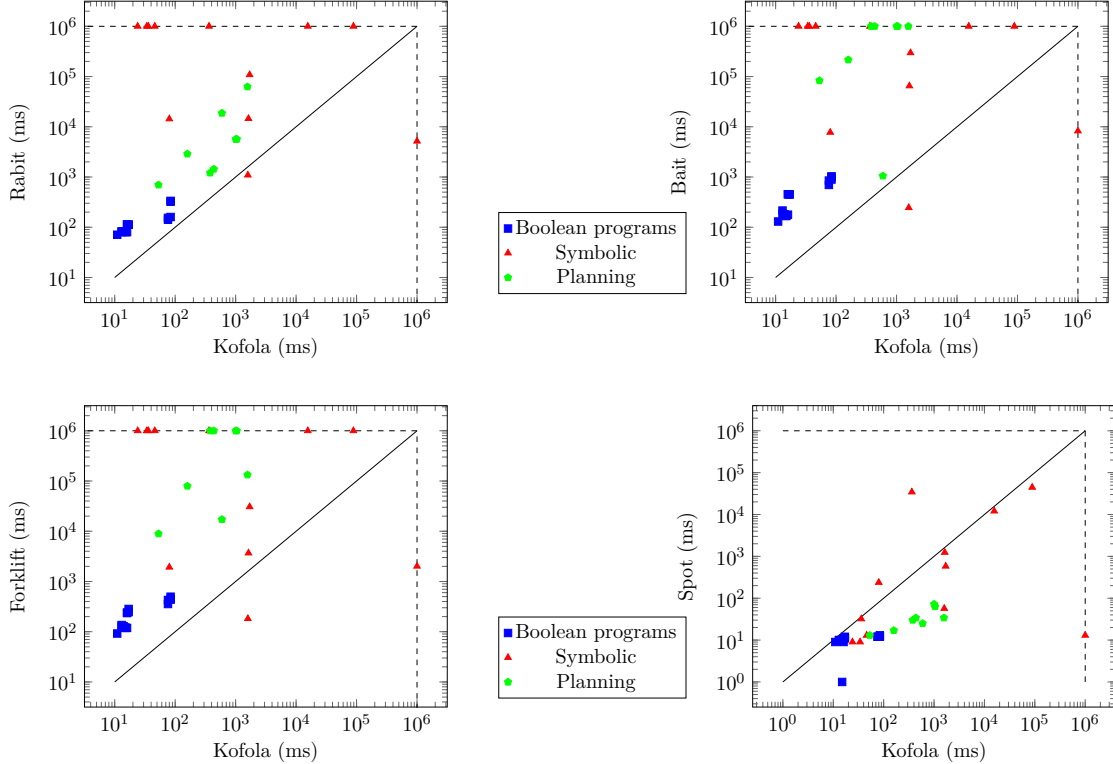 10^6
10^5
10^4
10^3
10^2
10^1
Rabit (ms)
10^1 10^2 10^3 10^4 10^5 10^6
Kofola (ms)
Boolean programs
Symbolic
Planning
10^6
10^5
10^4
10^3
10^2
10^1
Bait (ms)
10^1 10^2 10^3 10^4 10^5 10^6
Kofola (ms)
10^6
10^5
10^4
10^3
10^2
10^1
Forklift (ms)
10^1 10^2 10^3 10^4 10^5 10^6
Kofola (ms)
Boolean programs
Symbolic
Planning
10^6
10^5
10^4
10^3
10^2
10^1
10^0
Spot (ms)
10^0 10^1 10^2 10^3 10^4 10^5 10^6
Kofola (ms)